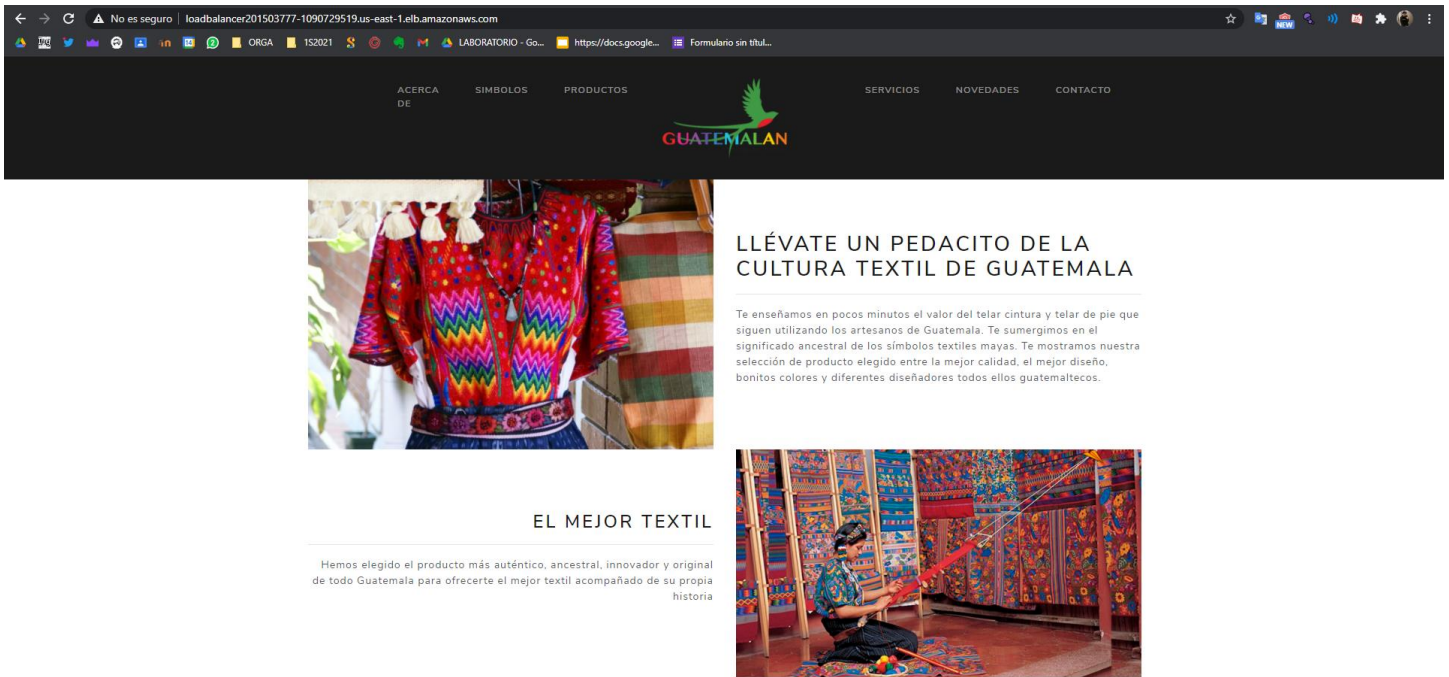 No es seguro
loadbalancer201503777-1090729519.us-east-1.elb.amazonaws.com
NEW
ORGA
1S2021
LABORATORIO - Go...
https://docs.google...
Formulario sin títul...
ACERCA
DE
SIMBOLOS
PRODUCTOS
GUATEMALAN
SERVICIOS
NOVEDADES
CONTACTO
LLÉVATE UN PEDACITO DE LA
CULTURA TEXTIL DE GUATEMALA
Te enseñamos en pocos minutos el valor del telar cintura y telar de pie que
siguen utilizando los artesanos de Guatemala. Te sumergimos en el
significado ancestral de los símbolos textiles mayas. Te mostramos nuestra
selección de producto elegido entre la mejor calidad, el mejor diseño,
bonitos colores y diferentes diseñadores todos ellos guatemaltecos.
EL MEJOR TEXTIL
Hemos elegido el producto más auténtico, ancestral, innovador y original
de todo Guatemala para ofrecerte el mejor textil acompañado de su propia
historia